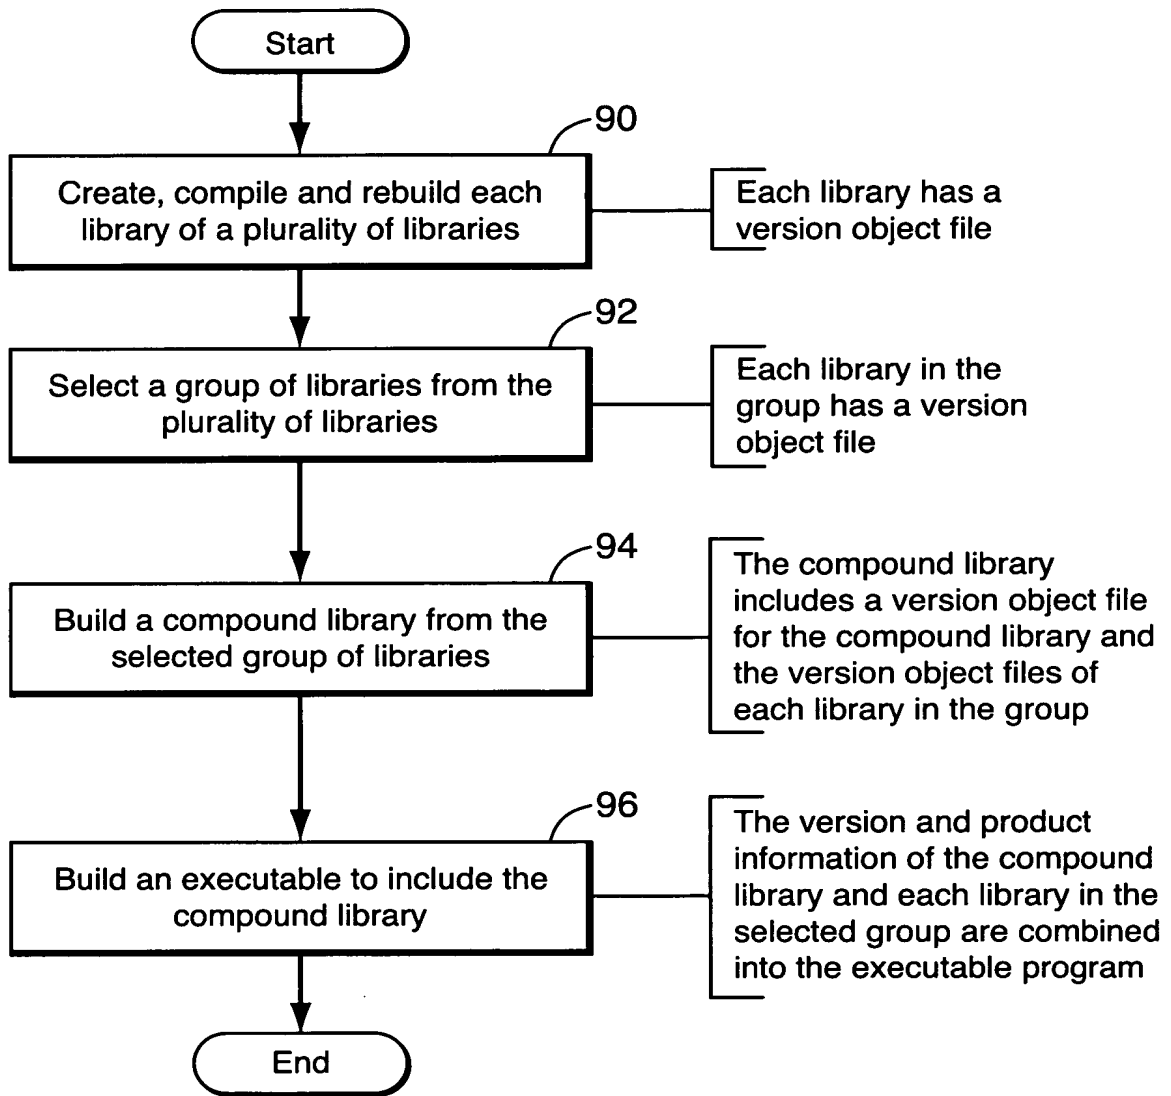 Start
90
Create, compile and rebuild each
library of a plurality of libraries
Each library has a
version object file
92
Select a group of libraries from the
plurality of libraries
Each library in the
group has a version
object file
94
Build a compound library from the
selected group of libraries
The compound library
includes a version object file
for the compound library and
the version object files of
each library in the group
96
Build an executable to include the
compound library
The version and product
information of the compound
library and each library in the
selected group are combined
into the executable program
End